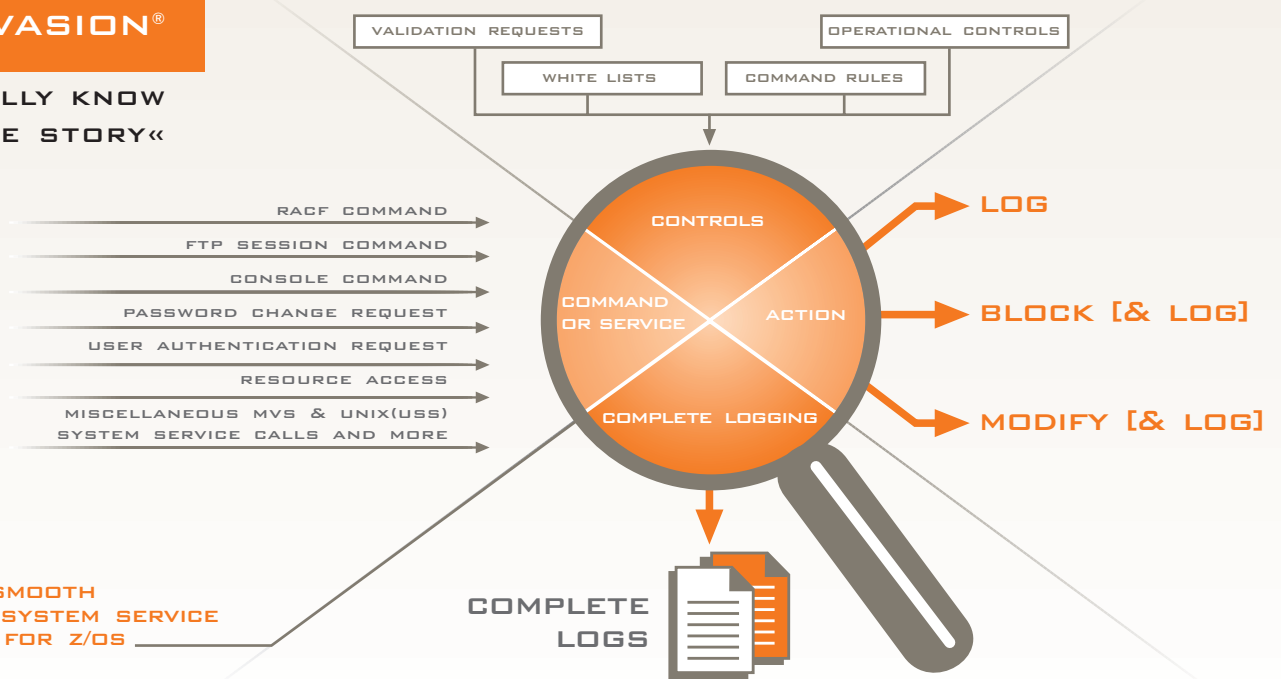 VASION®
LLY KNOW
E STORY«
VALIDATION REQUESTS
OPERATIONAL CONTROLS
WHITE LISTS
COMMAND RULES
RACF COMMAND
FTP SESSION COMMAND
CONSOLE COMMAND
PASSWORD CHANGE REQUEST
USER AUTHENTICATION REQUEST
RESOURCE ACCESS
MISCELLANEOUS MVS & UNIX(USS)
SYSTEM SERVICE CALLS AND MORE
CONTROLS
COMMAND
OR SERVICE
ACTION
COMPLETE LOGGING
LOG
BLOCK [& LOG]
MODIFY [& LOG]
COMPLETE
LOGS
SMOOTH
SYSTEM SERVICE
FOR Z/OS